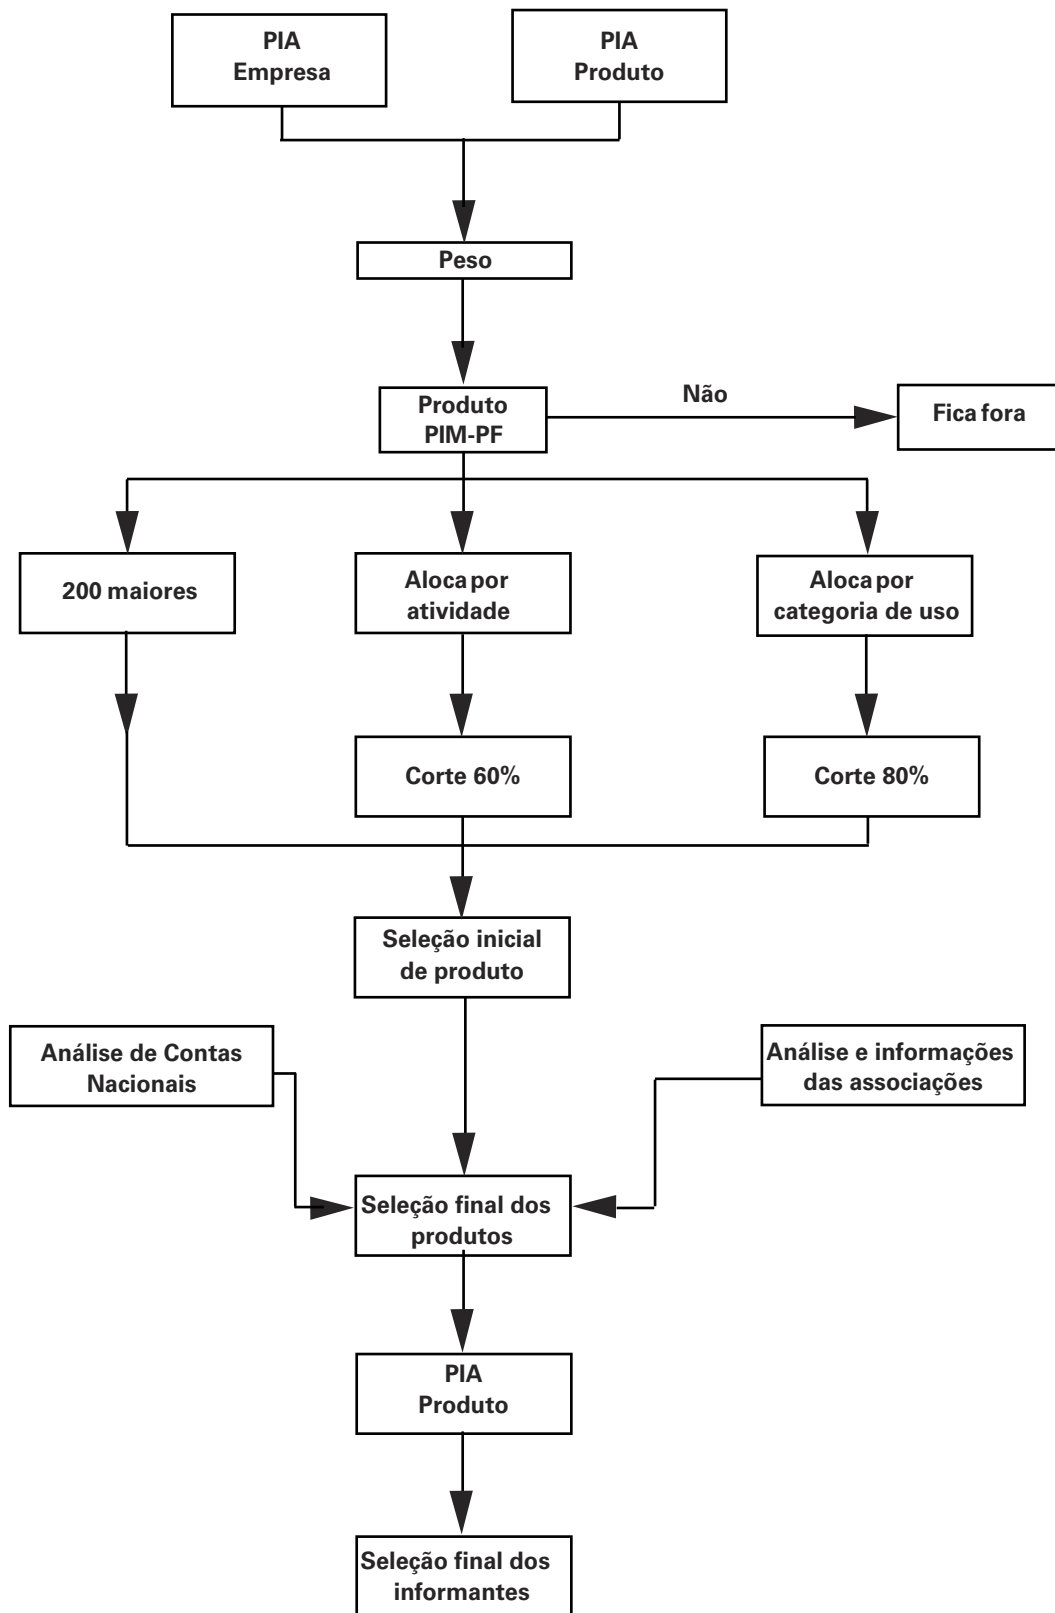 PIA
Empresa
PIA
Produto
Peso
Produto
PIM-PF
Não
Fica fora
200 maiores
Aloca por
atividade
Aloca por
categoria de uso
Corte 60%
Corte 80%
Seleção inicial
de produto
Análise de Contas
Nacionais
Análise e informações
das associações
Seleção final dos
produtos
PIA
Produto
Seleção final dos
informantes